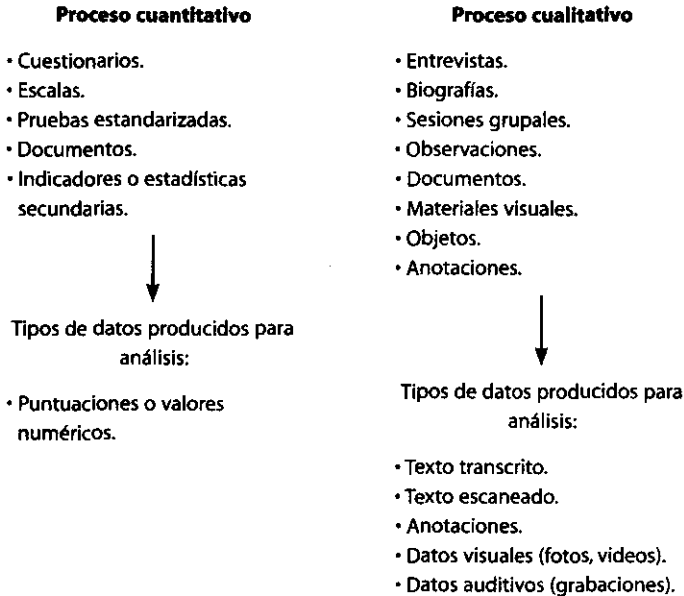 Proceso cuantitativo
• Cuestionarios.
• Escalas.
• Pruebas estandarizadas.
• Documentos.
• Indicadores o estadísticas
secundarias.
Tipos de datos producidos para
análisis:
• Puntuaciones o valores
numéricos.
Proceso cualitativo
• Entrevistas.
• Biografías.
• Sesiones grupales.
• Observaciones.
• Documentos.
• Materiales visuales.
• Objetos.
• Anotaciones.
Tipos de datos producidos para
análisis:
• Texto transcrito.
• Texto escaneado.
• Anotaciones.
• Datos visuales (fotos, videos).
• Datos auditivos (grabaciones).